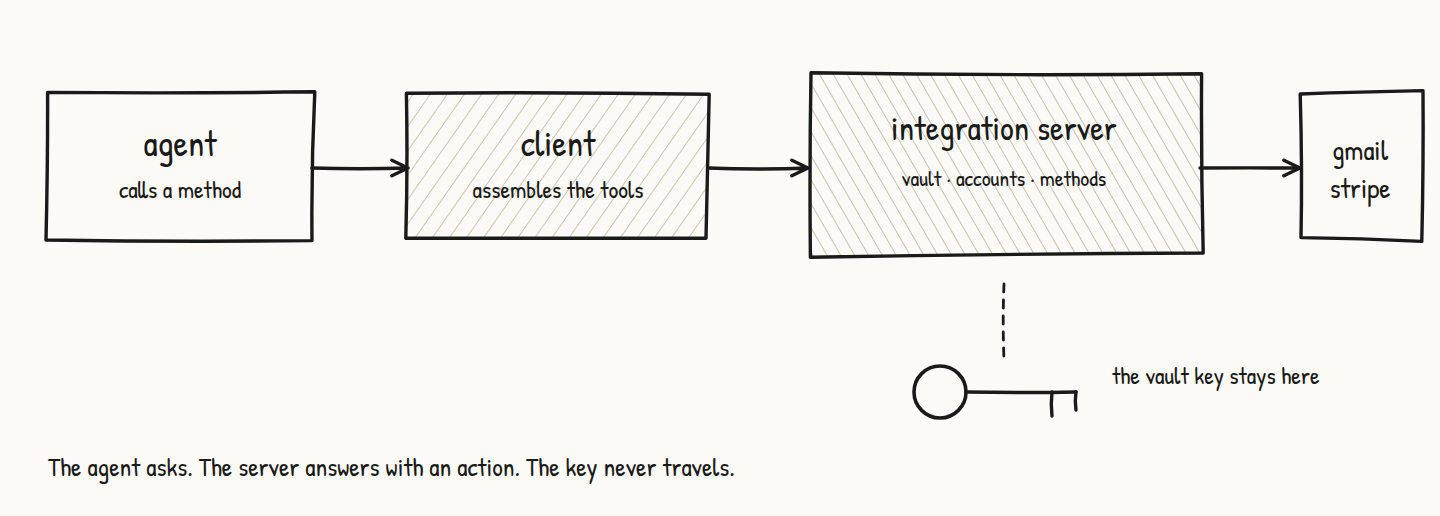 agent
calls a method
client
assembles the tools
integration server
vault · accounts · methods
gmail
stripe
the vault key stays here
The agent asks. The server answers with an action. The key never travels.